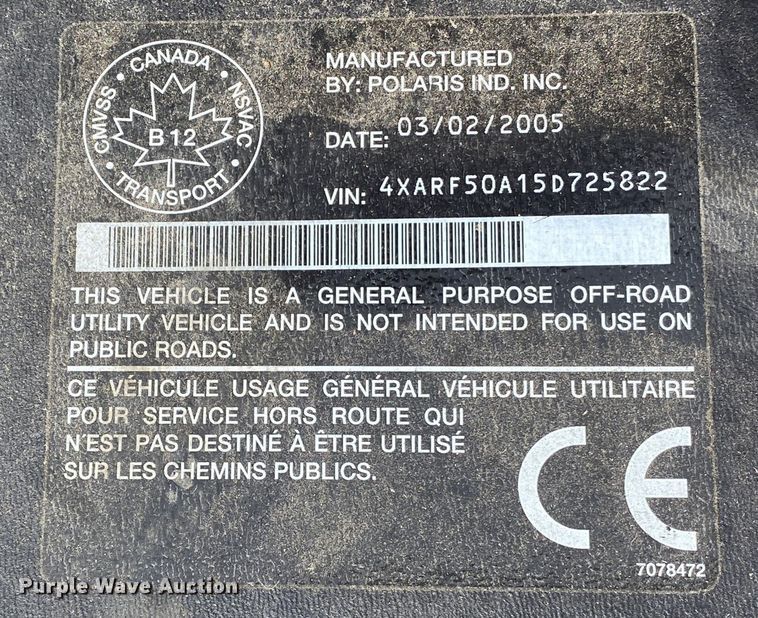 CANADA
CMVSS • NSVAC
B 12
TRANSPORT
MANUFACTURED
BY: POLARIS IND. INC.
DATE: 03/02/2005
VIN: 4XARF50A15D725822
THIS VEHICLE IS A GENERAL PURPOSE OFF-ROAD
UTILITY VEHICLE AND IS NOT INTENDED FOR USE ON
PUBLIC ROADS.
CE VÉHICULE USAGE GÉNÉRAL VÉHICULE UTILITAIRE
POUR SERVICE HORS ROUTE QUI
N'EST PAS DESTINÉ À ÊTRE UTILISÉ
SUR LES CHEMINS PUBLICS.
CE
7078472
Purple Wave Auction